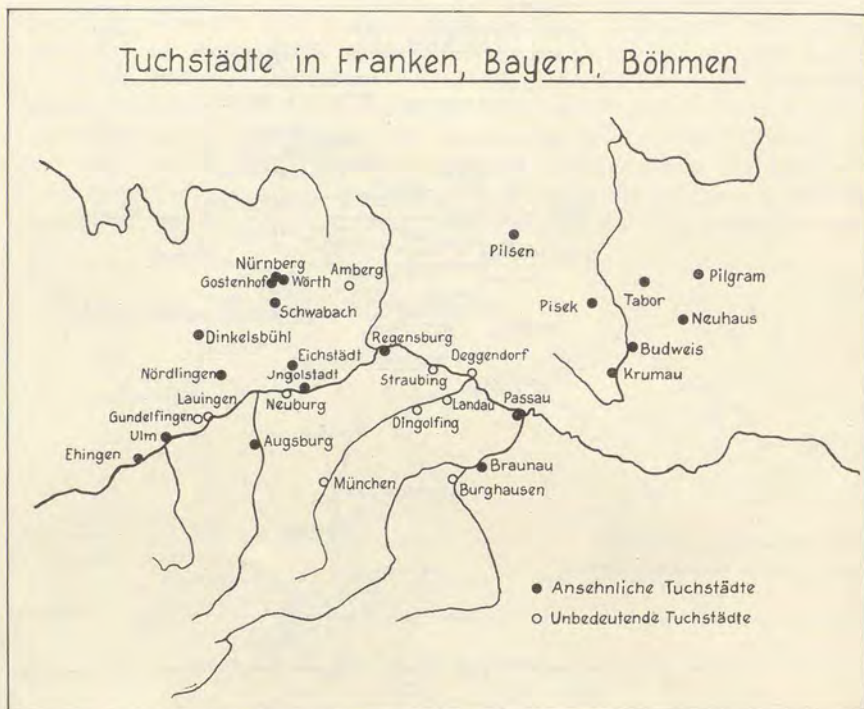 Tuchstädte in Franken, Bayern, Böhmen
Pilsen
Nürnberg
Amberg
Gostenhof
Wörth
Pilgram
Tabor
Schwabach
Pisek
Neuhaus
Dinkelsbühl
Regensburg
Budweis
Eichstädt
Deggendorf
Nördlingen
Jngolstadt
Straubing
Krumau
Lauingen
Neuburg
Landau
Passau
Gundelfingen
Dingolfing
Ulm
Augsburg
Ehingen
Braunau
München
Burghausen
Ansehnliche Tuchstädte
Unbedeutende Tuchstädte